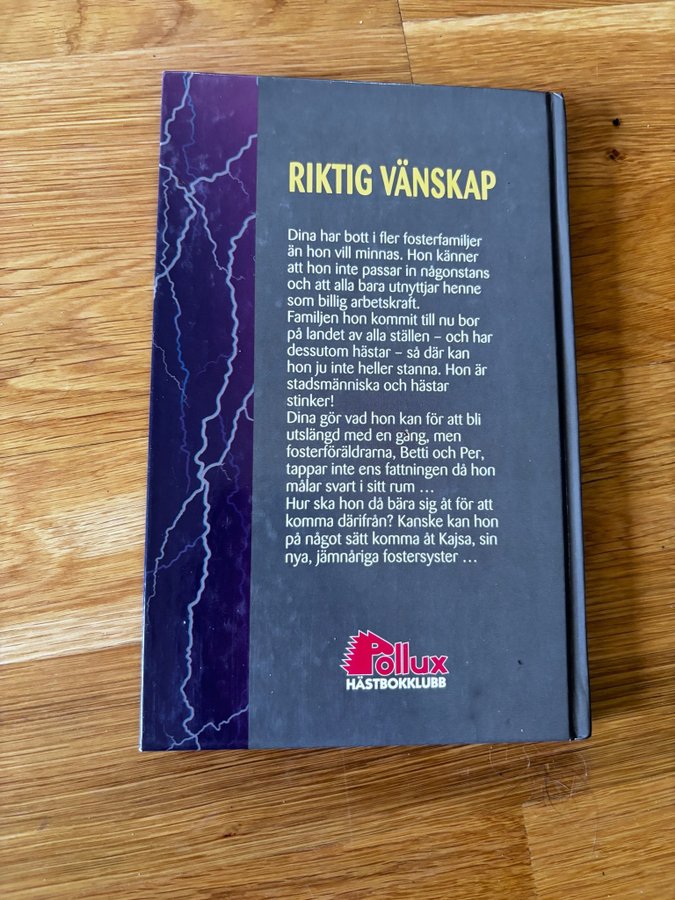 RIKTIG VÄNSKAP
Dina har bott i fler fosterfamiljer
än hon vill minnas. Hon känner
att hon inte passar in någonstans
och att alla bara utnyttjar henne
som billig arbetskraft.
Familjen hon kommit till nu bor
på landet av alla ställen – och har
dessutom hästar – så där kan
hon ju inte heller stanna. Hon är
stadsmänniska och hästar
stinker!
Dina gör vad hon kan för att bli
utslängd med en gång, men
fosterföräldrarna, Betti och Per,
tappar inte ens fattningen då hon
målar svart i sitt rum …
Hur ska hon då bära sig åt för att
komma därifrån? Kanske kan hon
på något sätt komma åt Kajsa, sin
nya, jämnåriga fostersyster …
Pollux
HÄSTBOKKLUBB